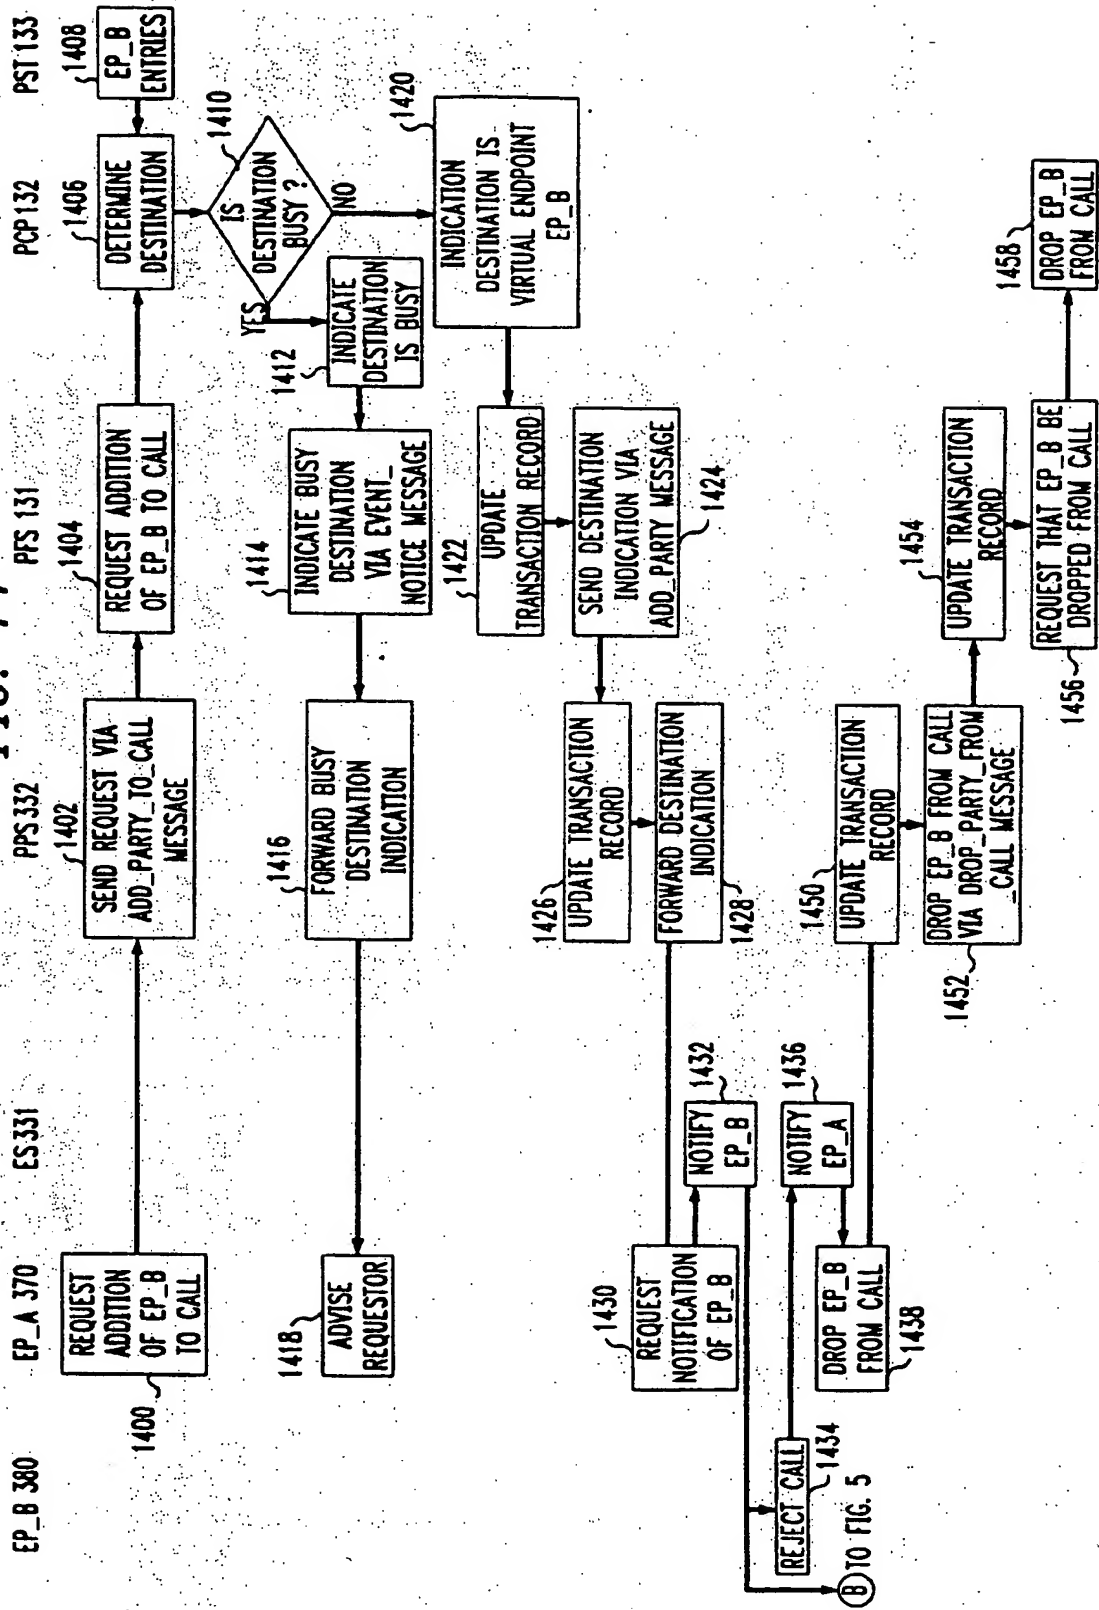 EP_B 380
EP_A 370
ES 331
PPS 332
PFS 131
PCP 132
PST 133
REQUEST
ADDITION
OF EP_B
TO CALL
1400
1402
SEND REQUEST VIA
ADD_PARTY_TO_CALL
MESSAGE
1404
REQUEST ADDITION
OF EP_B TO CALL
1406
DETERMINE
DESTINATION
1408
EP_B
ENTRIES
1410
IS
DESTINATION
BUSY ?
YES
NO
1412
INDICATE
DESTINATION
IS BUSY
1414
INDICATE BUSY
DESTINATION
VIA EVENT_
NOTICE MESSAGE
1416
FORWARD BUSY
DESTINATION
INDICATION
1418
ADVISE
REQUESTOR
1420
INDICATION
DESTINATION IS
VIRTUAL ENDPOINT
EP_B
1422
UPDATE
TRANSACTION RECORD
SEND DESTINATION
INDICATION VIA
ADD_PARTY MESSAGE
1424
1426
UPDATE TRANSACTION
RECORD
FORWARD DESTINATION
INDICATION
1428
1430
REQUEST
NOTIFICATION
OF EP_B
1432
NOTIFY
EP_B
REJECT CALL
1434
B TO FIG. 5
1436
NOTIFY
EP_A
DROP EP_B
FROM CALL
1438
1450
UPDATE TRANSACTION
RECORD
DROP EP_B FROM CALL
VIA DROP_PARTY_FROM
_CALL MESSAGE
1452
1454
UPDATE TRANSACTION
RECORD
REQUEST THAT EP_B BE
DROPPED FROM CALL
1456
1458
DROP EP_B
FROM CALL